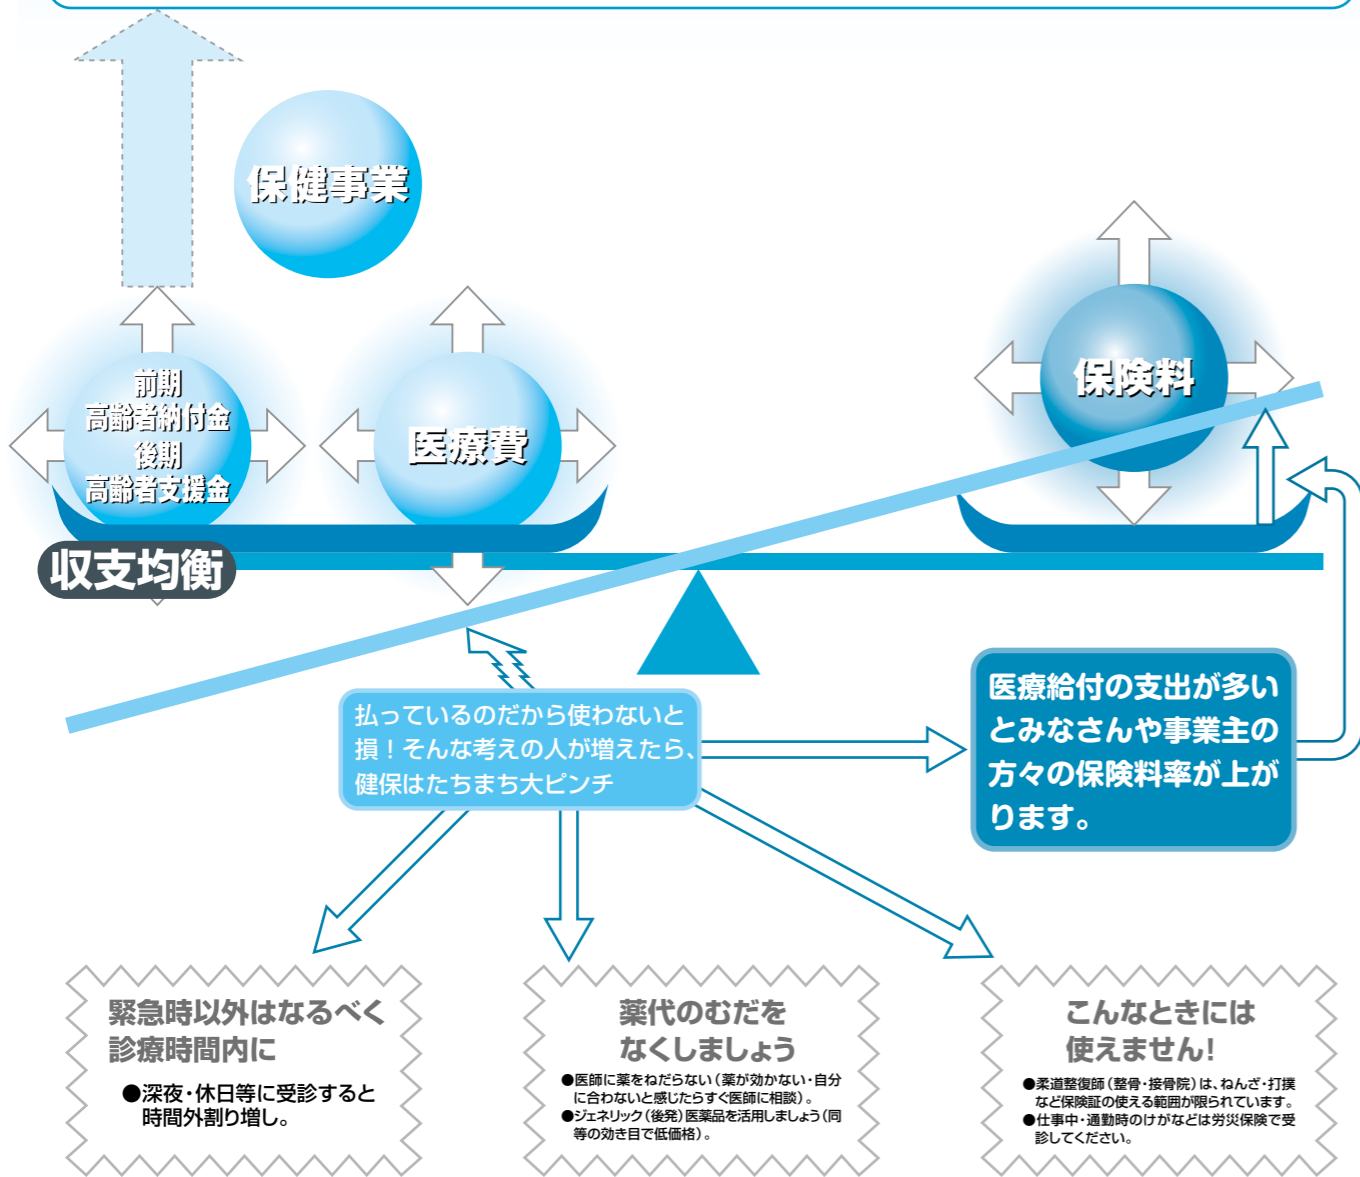 保健事業
前期
高齢者納付金
後期
高齢者支援金
医療費
保険料
収支均衡
払っているのだから使わないと
損！そんな考えの人が増えたら、
健保はたちまち大ピンチ
医療給付の支出が多い
とみなさんや事業主の
方々の保険料率が上が
ります。
緊急時以外はなるべく
診療時間内に
●深夜・休日等に受診すると
時間外割り増し。
薬代のむだを
なくしましょう
●医師に薬をねだらない（薬が効かない・自分
に合わないと感じたらすぐ医師に相談）。
●ジェネリック（後発）医薬品を活用しましょう（同
等の効き目で低価格）。
こんなときには
使えません！
●柔道整復師（整骨・接骨院）は、ねんざ・打撲
など保険証の使える範囲が限られています。
●仕事中・通勤時のけがなどは労災保険で受
診してください。